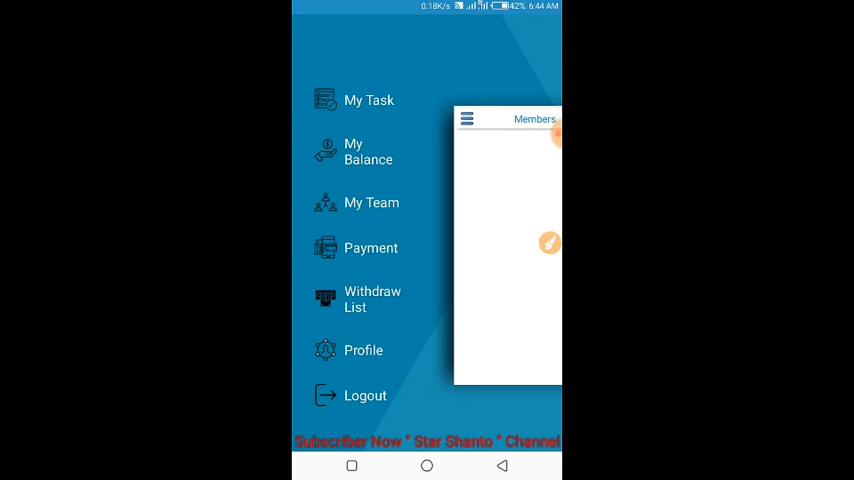 0.18K/s 42% 6:44 AM
My Task
Members
My
Balance
My Team
Payment
Withdraw
List
Profile
Logout
Subecriber Now " Star Shanto " Channel